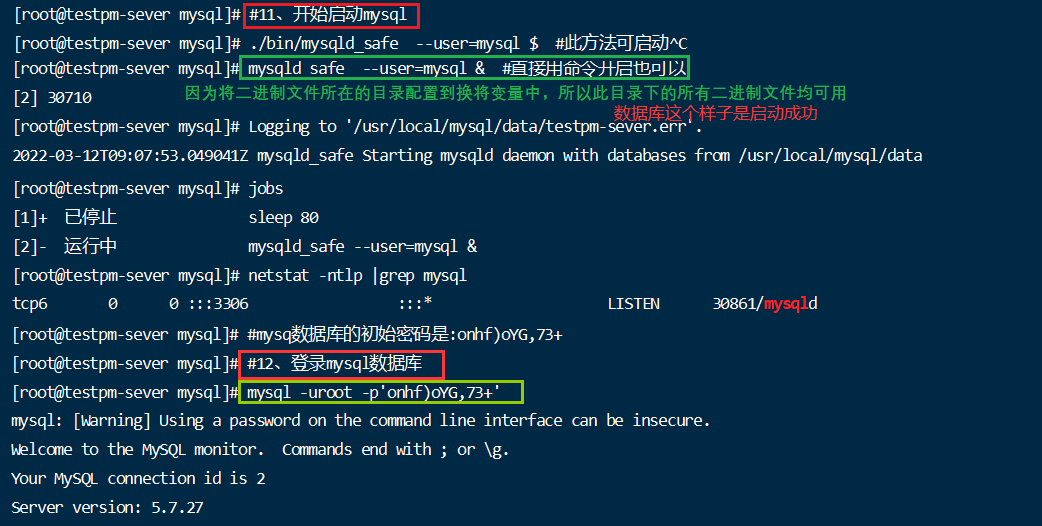 [root@testpm-sever mysql]# #11、开始启动mysql
[root@testpm-sever mysql]# ./bin/mysqld_safe  --user=mysql $  #此方法可启动^C
[root@testpm-sever mysql]# mysqld safe  --user=mysql &  #直接用命令开启也可以
[2] 30710
因为将二进制文件所在的目录配置到换将变量中，所以此目录下的所有二进制文件均可用
数据库这个样子是启动成功
[root@testpm-sever mysql]# Logging to '/usr/local/mysql/data/testpm-sever.err'.
2022-03-12T09:07:53.049041Z mysqld_safe Starting mysqld daemon with databases from /usr/local/mysql/data
[root@testpm-sever mysql]# jobs
[1]+  已停止               sleep 80
[2]-  运行中               mysqld_safe --user=mysql &
[root@testpm-sever mysql]# netstat -ntlp |grep mysql
tcp6       0      0 :::3306                 :::*                    LISTEN      30861/mysqld
[root@testpm-sever mysql]# #mysq数据库的初始密码是:onhf)oYG,73+
[root@testpm-sever mysql]# #12、登录mysql数据库
[root@testpm-sever mysql]# mysql -uroot -p'onhf)oYG,73+'
mysql: [Warning] Using a password on the command line interface can be insecure.
Welcome to the MySQL monitor.  Commands end with ; or \g.
Your MySQL connection id is 2
Server version: 5.7.27